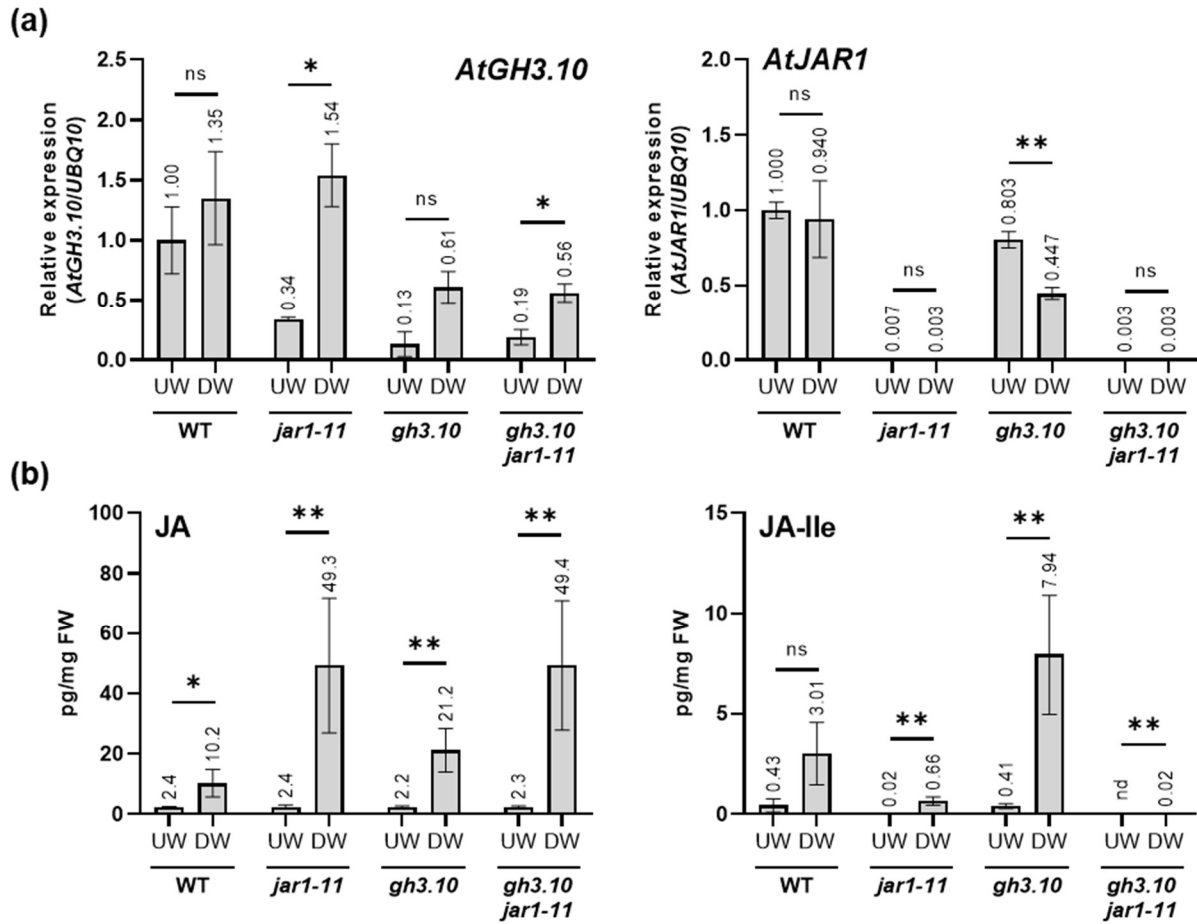 (a)
AtGH3.10
Relative expression
(AtGH3.10/UBQ10)
2.5
2.0
1.5
1.0
0.5
0.0
ns
*
ns
*
1.00
1.35
0.34
1.54
0.13
0.61
0.19
0.56
UW DW UW DW UW DW UW DW
WT jar1-11 gh3.10 gh3.10
jar1-11
AtJAR1
Relative expression
(AtJAR1/UBQ10)
2.0
1.5
1.0
0.5
0.0
ns
ns
**
ns
1.000
0.940
0.007
0.003
0.803
0.447
0.003
0.003
UW DW UW DW UW DW UW DW
WT jar1-11 gh3.10 gh3.10
jar1-11
(b)
JA
pg/mg FW
100
80
60
40
20
0
*
**
**
**
2.4
10.2
2.4
49.3
2.2
21.2
2.3
49.4
UW DW UW DW UW DW UW DW
WT jar1-11 gh3.10 gh3.10
jar1-11
JA-Ile
pg/mg FW
15
10
5
0
ns
**
**
**
0.43
3.01
0.02
0.66
0.41
7.94
nd
0.02
UW DW UW DW UW DW UW DW
WT jar1-11 gh3.10 gh3.10
jar1-11